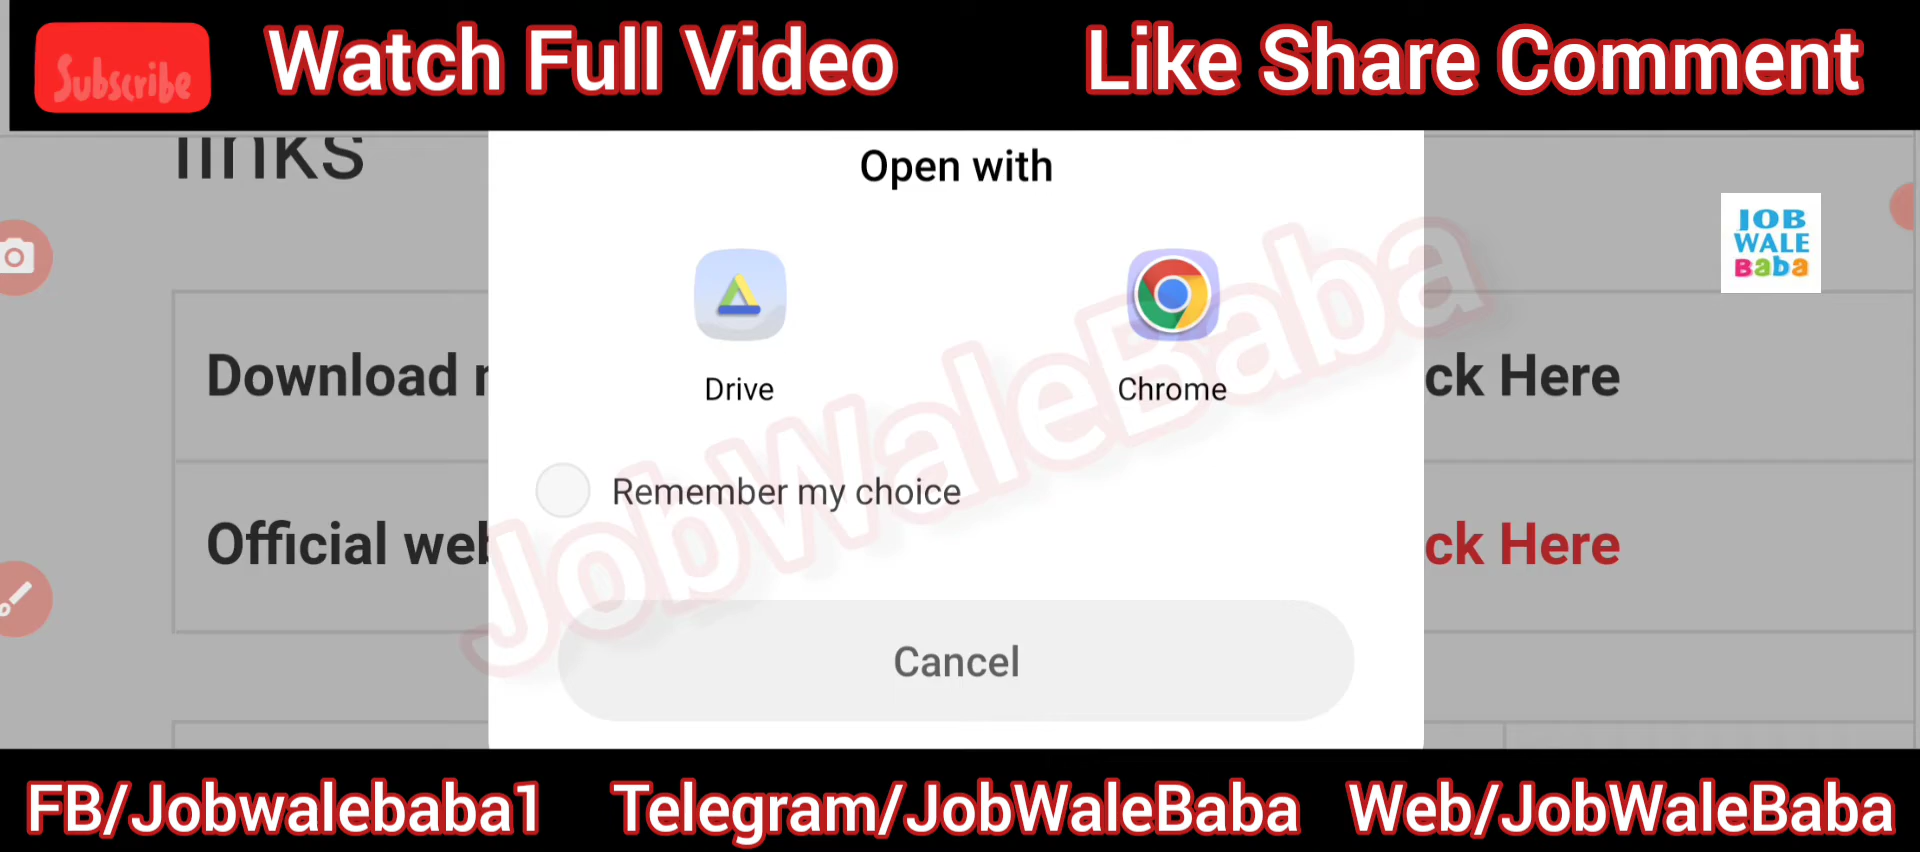 Subscribe
Watch Full Video
Like Share Comment
links
Open with
JOB
WALE
Baba
Drive
Chrome
Download
ck Here
Remember my choice
Official
ck Here
JobWaleBaba
Cancel
FB/Jobwalebaba1
Telegram/JobWaleBaba
Web/JobWaleBaba